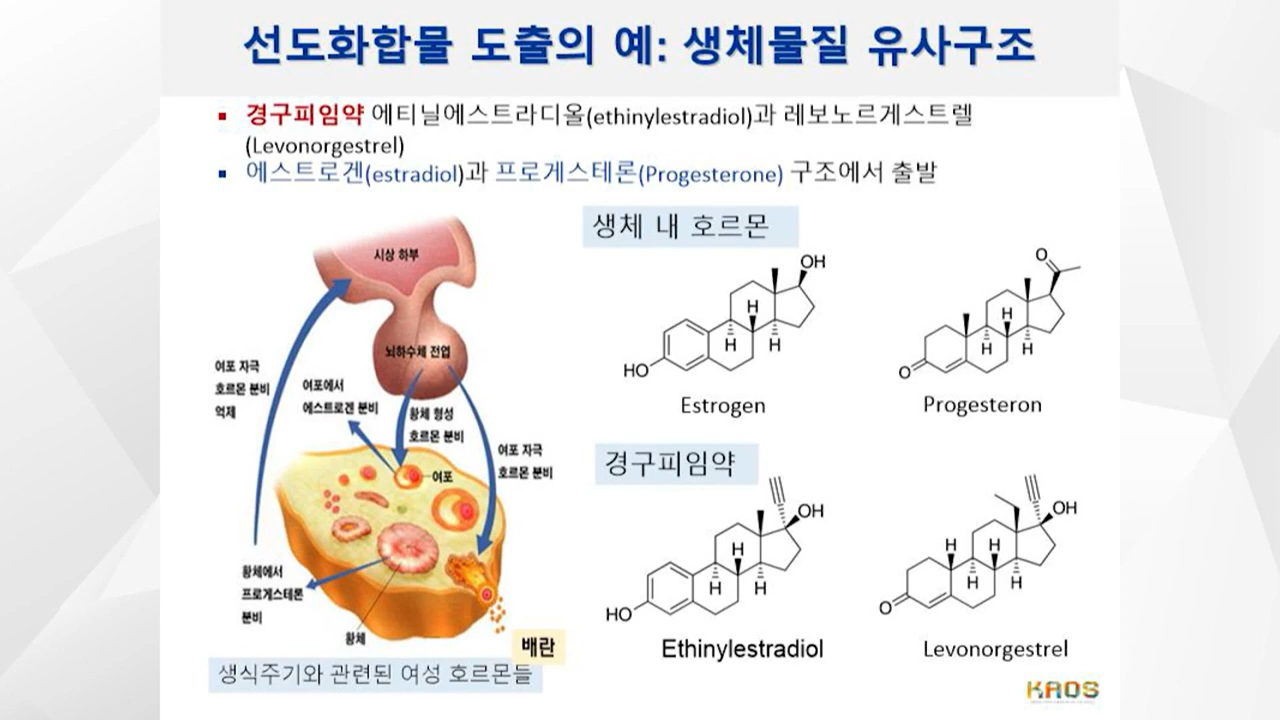 선도화합물 도출의 예: 생체물질 유사구조
경구피임약 에티닐에스트라디올(ethinylestradiol)과 레보노르게스트렐
(Levonorgestrel)
에스트로겐(estradiol)과 프로게스테론(Progesterone) 구조에서 출발
시상 하부
뇌하수체 전엽
여포 자극
호르몬 분비
억제
여포에서
에스트로겐 분비
황체 형성
호르몬 분비
여포 자극
호르몬 분비
여포
황체에서
프로게스테론
분비
황체
배란
생식주기와 관련된 여성 호르몬들
생체 내 호르몬
OH
H
H
H
HO
Estrogen
O
H
H
H
O
Progesteron
경구피임약
OH
H
H
H
HO
Ethinylestradiol
OH
H
H
H
H
O
Levonorgestrel
KAOS